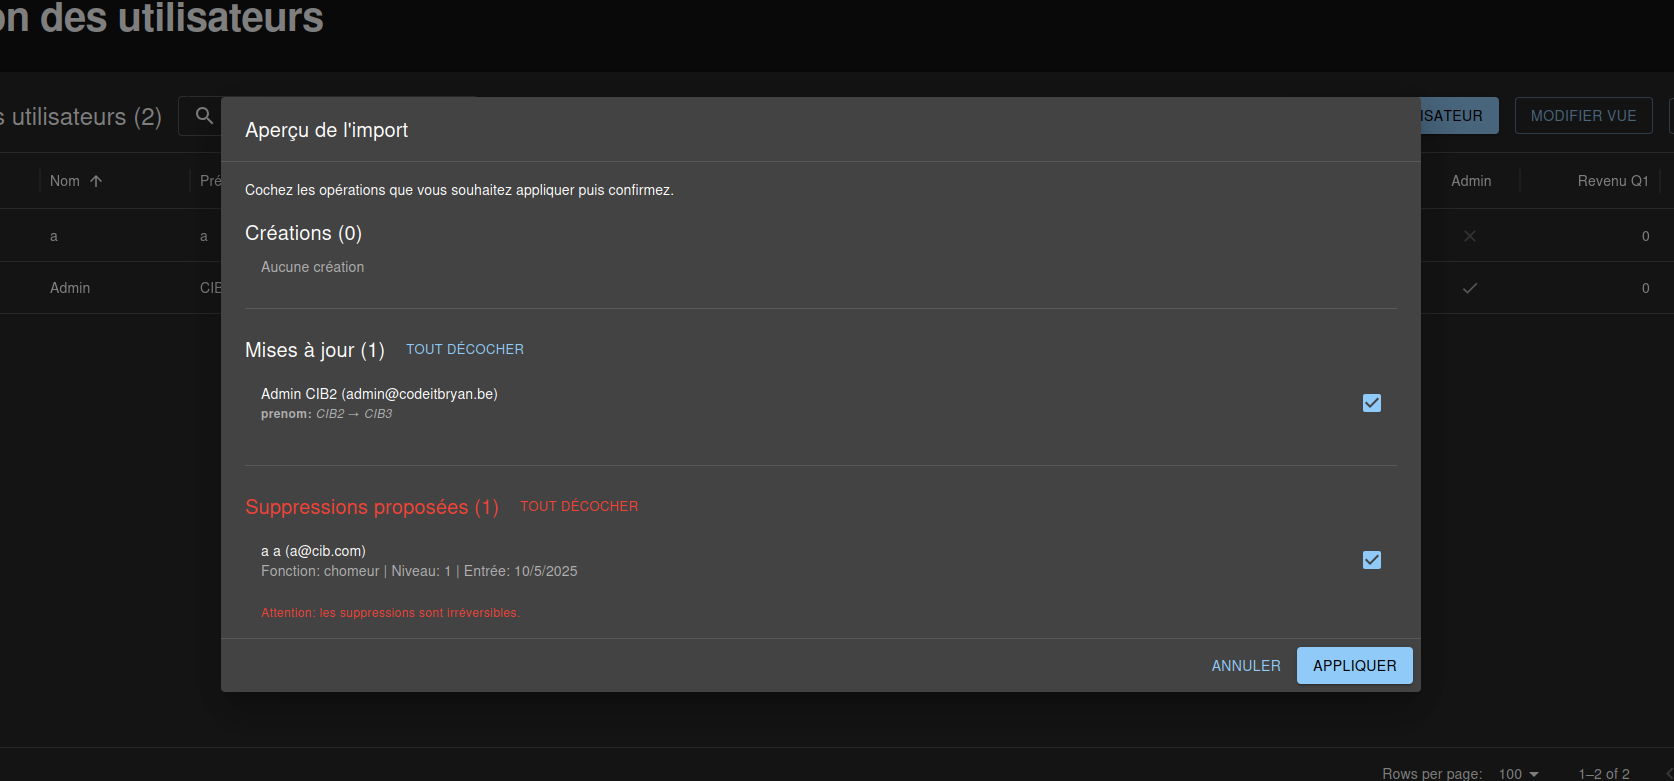 on des utilisateurs
s utilisateurs (2)
ISATEUR
MODIFIER VUE
Nom
Pré
Admin
Revenu Q1
a
a
0
Admin
CIB
0
Aperçu de l'import
Cochez les opérations que vous souhaitez appliquer puis confirmez.
Créations (0)
Aucune création
Mises à jour (1) TOUT DÉCOCHER
Admin CIB2 (admin@codeitbryan.be)
prenom: CIB2 → CIB3
Suppressions proposées (1) TOUT DÉCOCHER
a a (a@cib.com)
Fonction: chomeur | Niveau: 1 | Entrée: 10/5/2025
Attention: les suppressions sont irréversibles.
ANNULER
APPLIQUER
Rows per page: 100 1–2 of 2